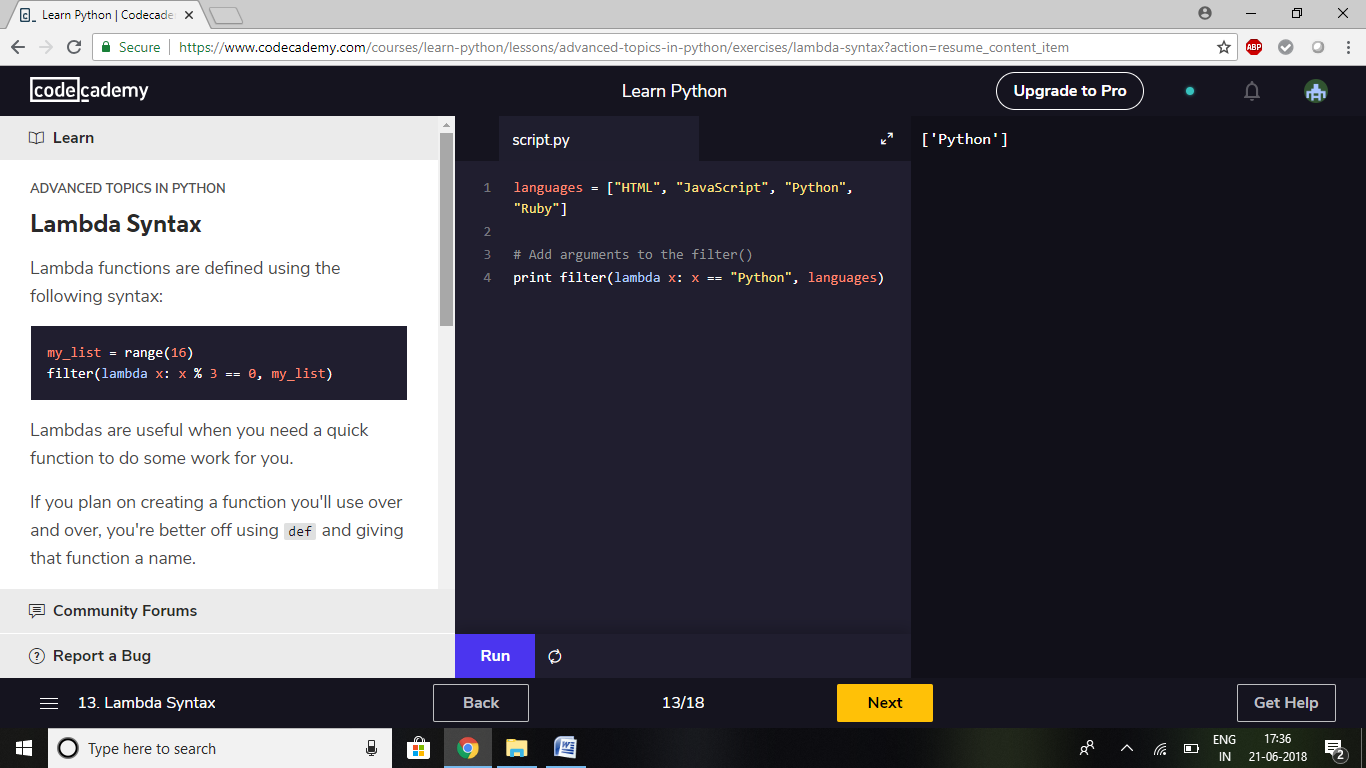 Learn Python | Codecade
Secure
https://www.codecademy.com/courses/learn-python/lessons/advanced-topics-in-python/exercises/lambda-syntax?action=resume_content_item
ABP
codecademy
Learn Python
Upgrade to Pro
Learn
ADVANCED TOPICS IN PYTHON
Lambda Syntax
Lambda functions are defined using the
following syntax:
my_list = range(16)
filter(lambda x: x % 3 == 0, my_list)
Lambdas are useful when you need a quick
function to do some work for you.
If you plan on creating a function you'll use over
and over, you're better off using def and giving
that function a name.
Community Forums
Report a Bug
script.py
1 languages = ["HTML", "JavaScript", "Python",
"Ruby"]
2
3 # Add arguments to the filter()
4 print filter(lambda x: x == "Python", languages)
Run
['Python']
13. Lambda Syntax
Back
13/18
Next
Get Help
Type here to search
ENG
IN
17:36
21-06-2018
2